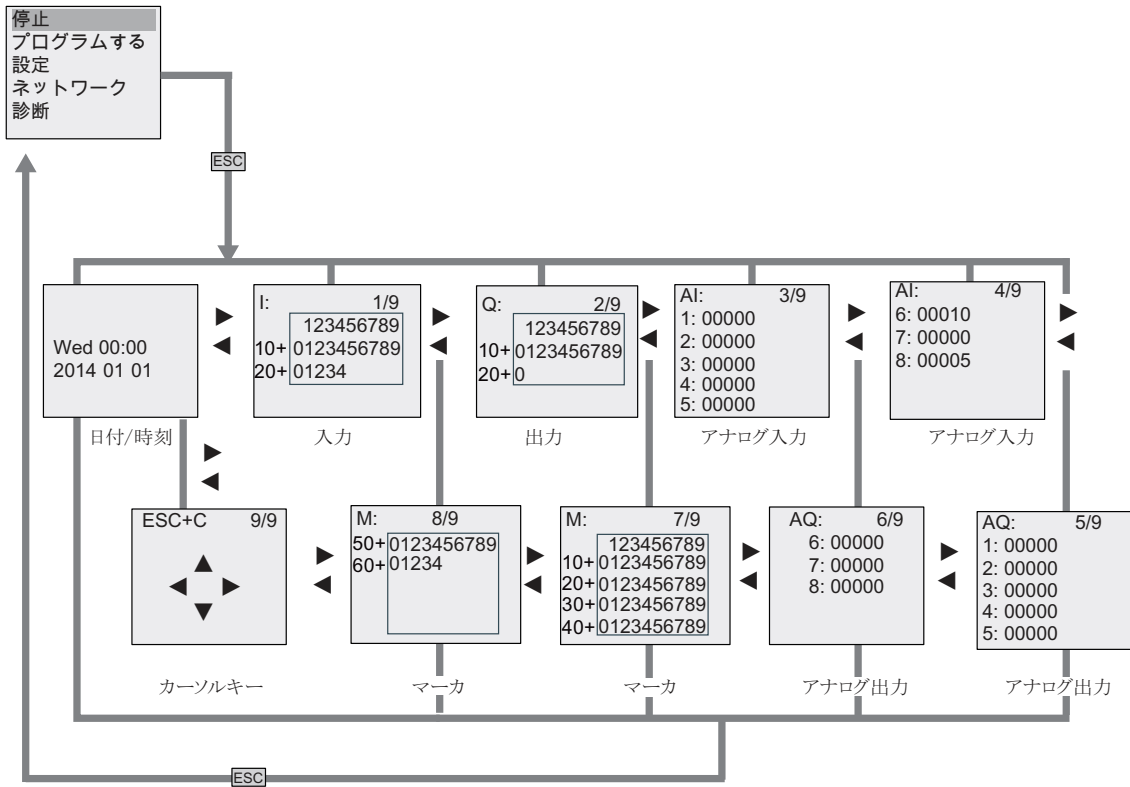 停止
プログラムする
設定
ネットワーク
診断
ESC
Wed 00:00
2014 01 01
日付/時刻
I: 1/9
123456789
10+0123456789
20+01234
入力
Q: 2/9
123456789
10+0123456789
20+0
出力
AI: 3/9
1: 00000
2: 00000
3: 00000
4: 00000
5: 00000
アナログ入力
AI: 4/9
6: 00010
7: 00000
8: 00005
アナログ入力
ESC+C 9/9
カーソルキー
M: 8/9
50+0123456789
60+01234
マーカ
M: 7/9
123456789
10+0123456789
20+0123456789
30+0123456789
40+0123456789
マーカ
AQ: 6/9
6: 00000
7: 00000
8: 00000
アナログ出力
AQ: 5/9
1: 00000
2: 00000
3: 00000
4: 00000
5: 00000
アナログ出力
ESC